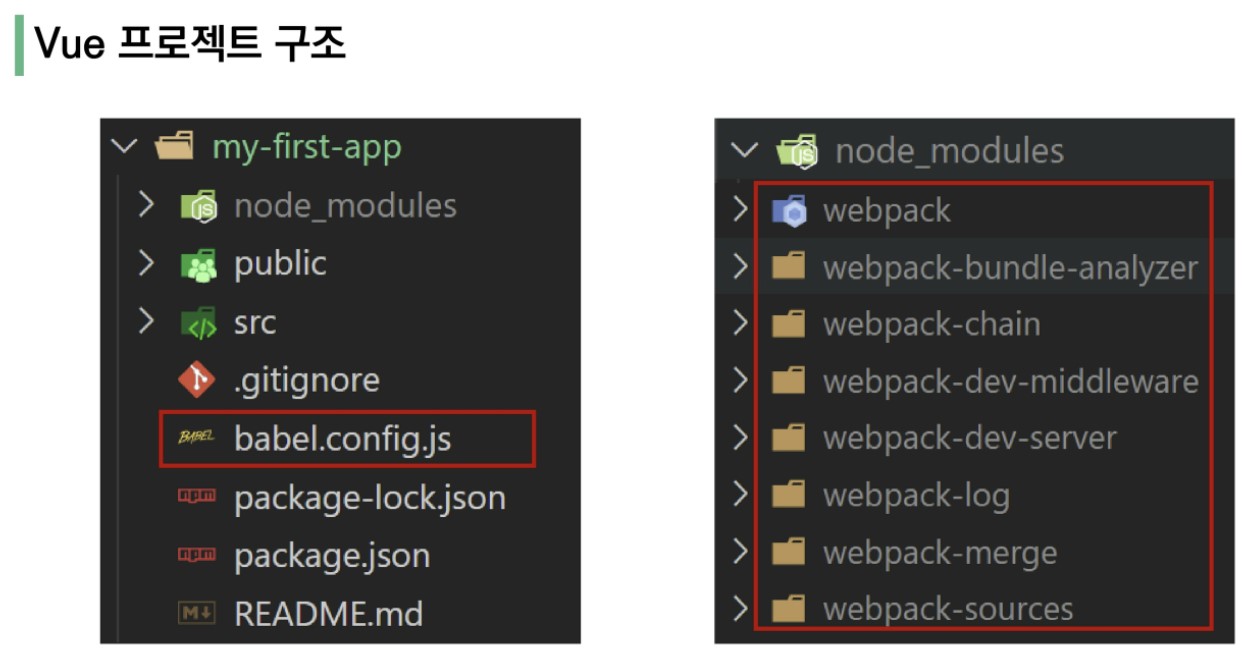 Vue 프로젝트 구조
my-first-app
node_modules
public
src
.gitignore
babel.config.js
package-lock.json
package.json
README.md
node_modules
webpack
webpack-bundle-analyzer
webpack-chain
webpack-dev-middleware
webpack-dev-server
webpack-log
webpack-merge
webpack-sources